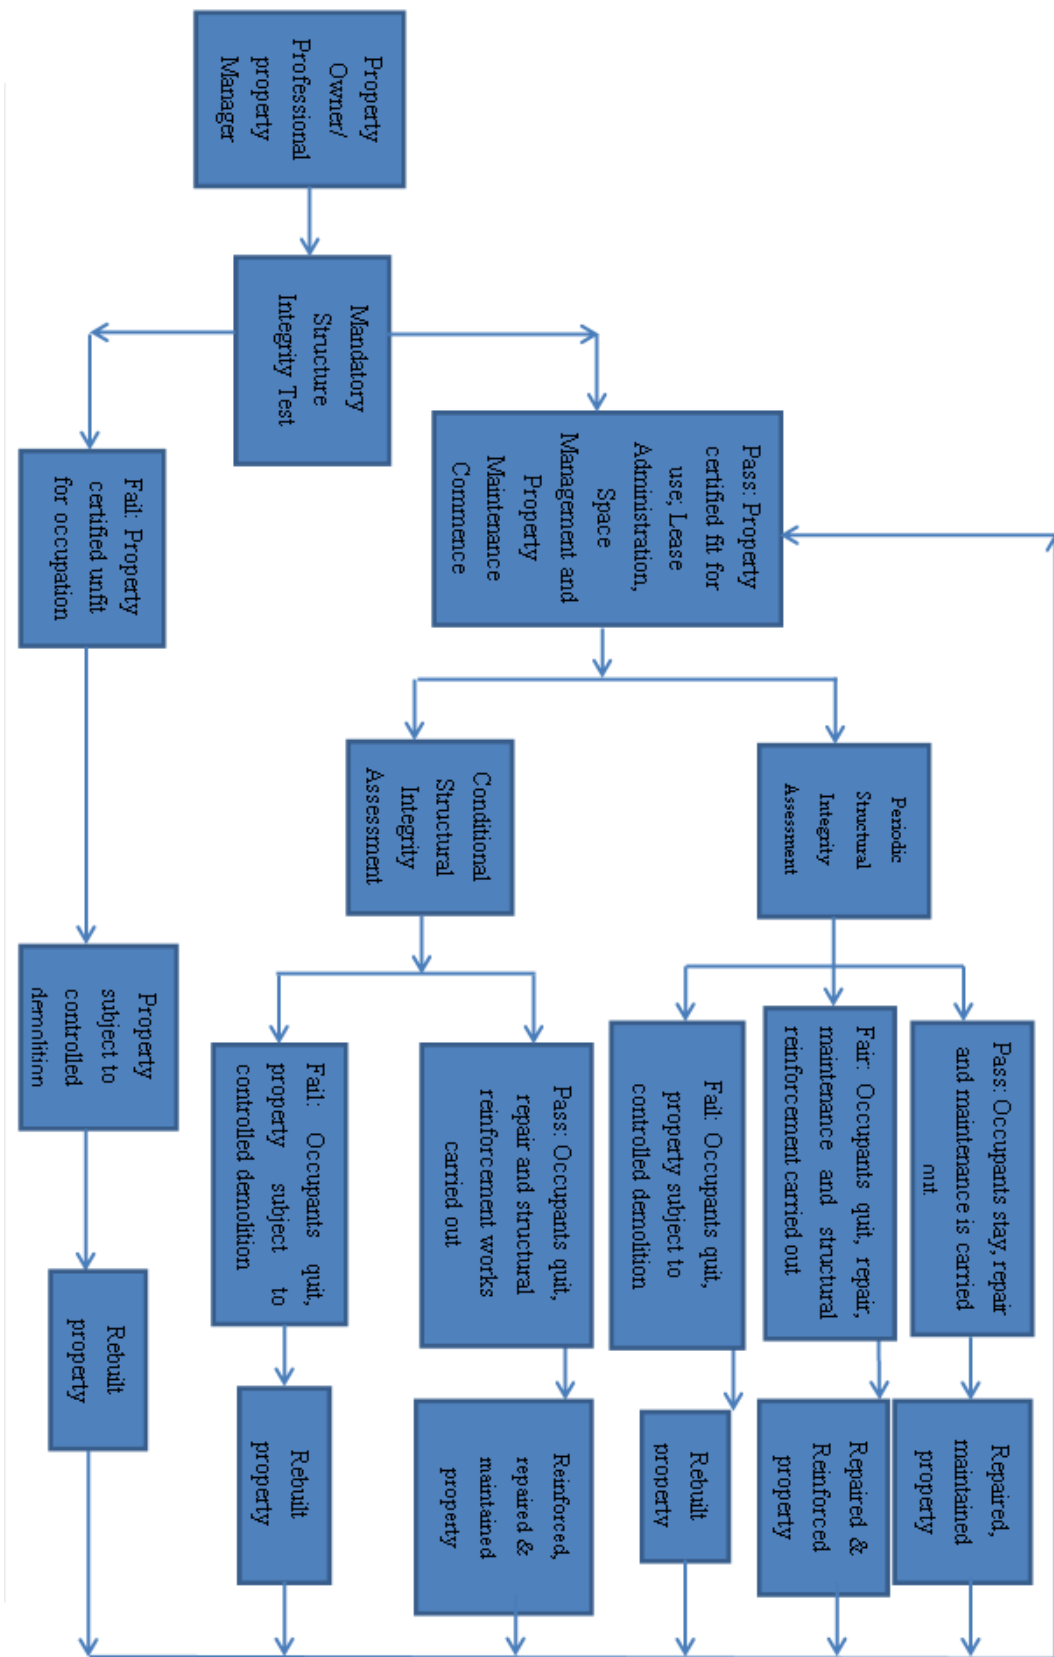 Property
Owner/
Professional
property
Manager
Mandatory
Structure
Integrity Test
Pass: Property
certified fit for
use; Lease
Administration,
Space
Management and
Property
Maintenance
Commence
Fail: Property
certified unfit
for occupation
Periodic
Structural
Integrity
Assessment
Conditional
Structural
Integrity
Assessment
Property
subject to
controlled
demolition
Pass: Occupants stay, repair
and maintenance is carried
out.
Fair: Occupants quit, repair,
maintenance and structural
reinforcement carried out
Fail: Occupants quit,
property subject to
controlled demolition
Pass: Occupants quit,
repair and structural
reinforcement works
carried out
Fail: Occupants quit,
property subject to
controlled demolition
Repaired,
maintained
property
Repaired &
Reinforced
property
Rebuilt
property
Reinforced,
repaired &
maintained
property
Rebuilt
property
Rebuilt
property